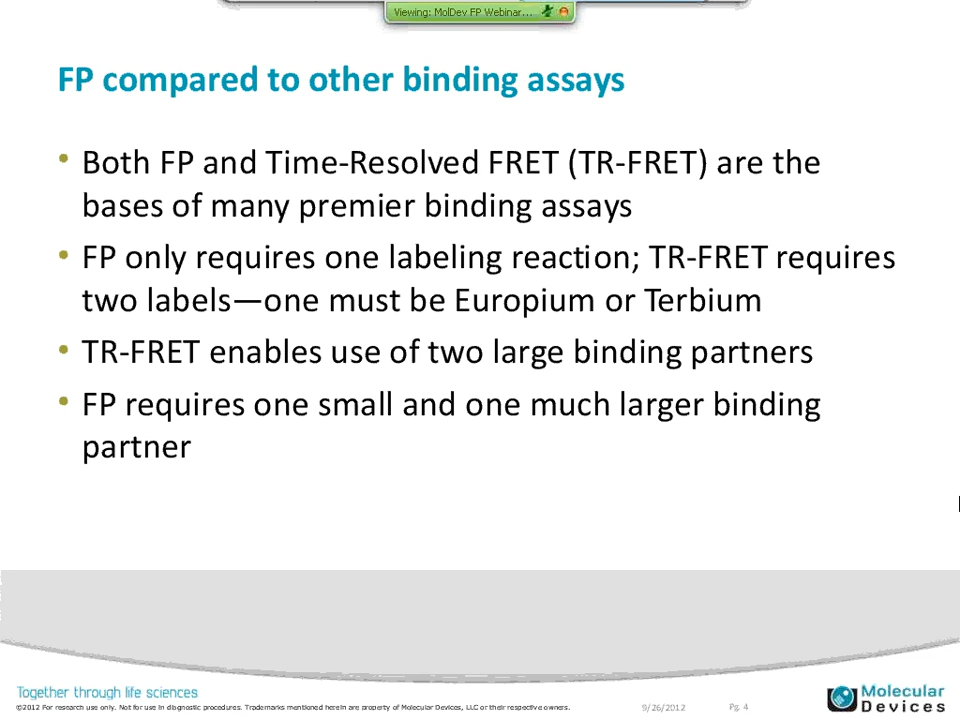 Viewing: MolDev FP Webinar...
FP compared to other binding assays
• Both FP and Time-Resolved FRET (TR-FRET) are the
bases of many premier binding assays
• FP only requires one labeling reaction; TR-FRET requires
two labels—one must be Europium or Terbium
• TR-FRET enables use of two large binding partners
• FP requires one small and one much larger binding
partner
Together through life sciences
©2012 For research use only. Not for use in diagnostic procedures. Trademarks mentioned herein are property of Molecular Devices, LLC or their respective owners.
9/26/2012
Pg. 4
Molecular
Devices